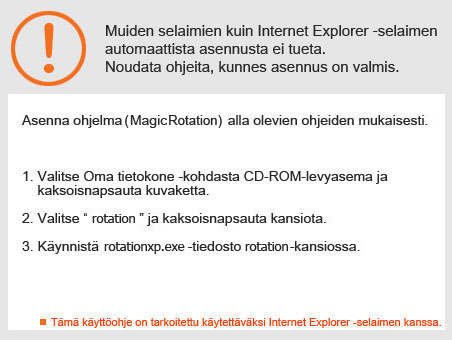 Muiden selaimien kuin Internet Explorer -selaimen
automaattista asennusta ei tueta.
Noudata ohjeita, kunnes asennus on valmis.
Asenna ohjelma (MagicRotation) alla olevien ohjeiden mukaisesti.
1. Valitse Oma tietokone -kohdasta CD-ROM-levyasema ja
kaksoisnapsauta kuvaketta.
2. Valitse “ rotation ” ja kaksoisnapsauta kansiota.
3. Käynnistä rotationxp.exe -tiedosto rotation-kansiossa.
Tämä käyttöohje on tarkoitettu käytettäväksi Internet Explorer -selaimen kanssa.